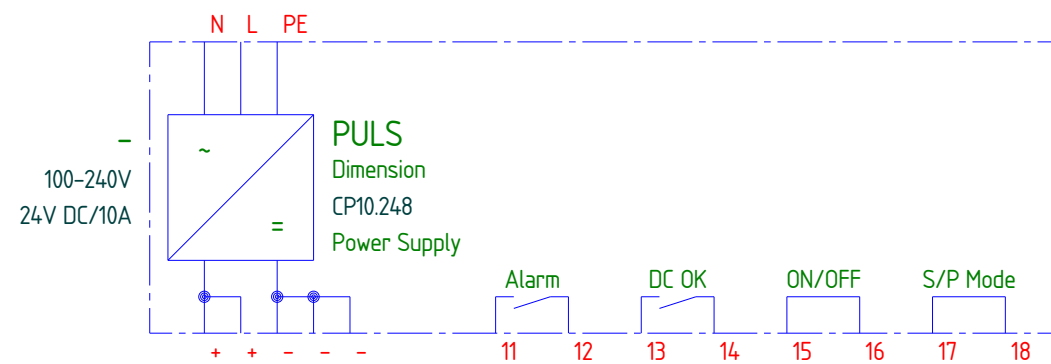 N L PE
–
100-240V
24V DC/10A
~
=
PULS
Dimension
CP10.248
Power Supply
Alarm DC OK ON/OFF S/P Mode
+ + – – – 11 12 13 14 15 16 17 18